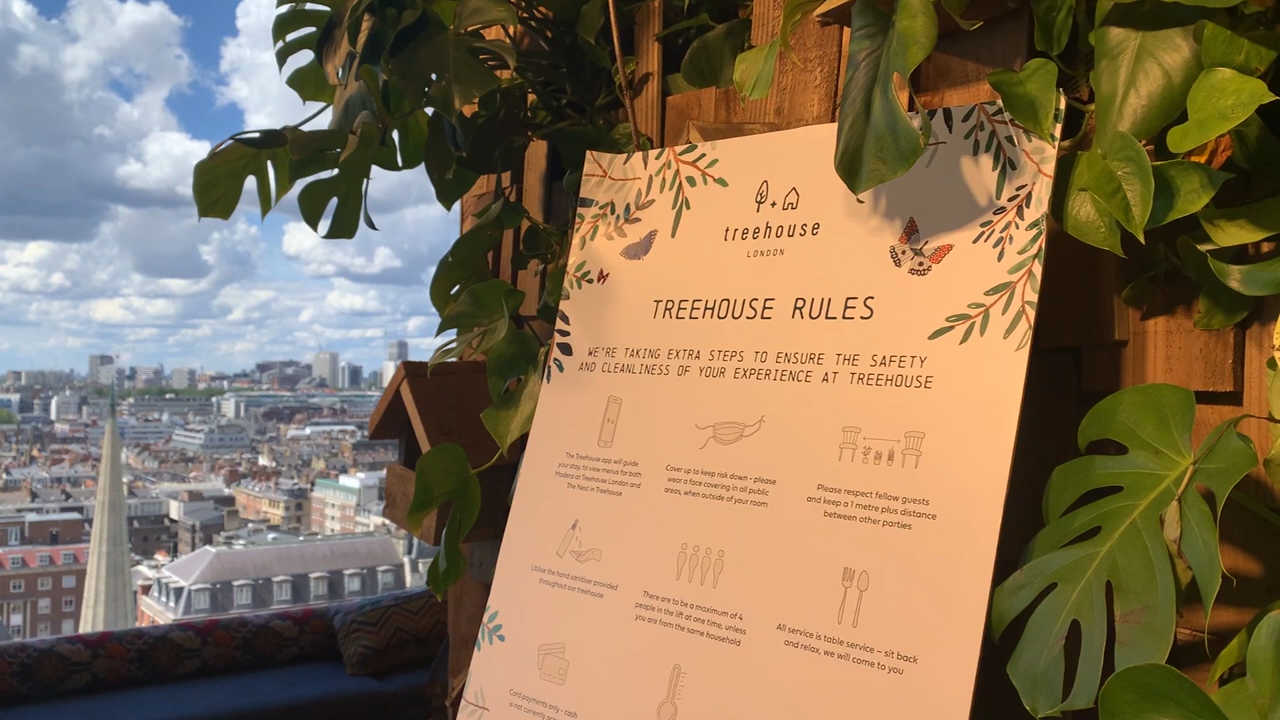 treehouse
LONDON
TREEHOUSE RULES
WE'RE TAKING EXTRA STEPS TO ENSURE THE SAFETY
AND CLEANLINESS OF YOUR EXPERIENCE AT TREEHOUSE
The Treehouse app will guide
your stay, to view menus for both
Madera at Treehouse London and
The Nest in Treehouse
Cover up to keep risk down - please
wear a face covering in all public
areas, when outside of your room
Please respect fellow guests
and keep a 1 metre plus distance
between other parties
Utilise the hand sanitiser provided
throughout our treehouse
There are to be a maximum of 4
people in the lift at one time, unless
you are from the same household
All service is table service – sit back
and relax, we will come to you
Card payments only - cash
is not currently